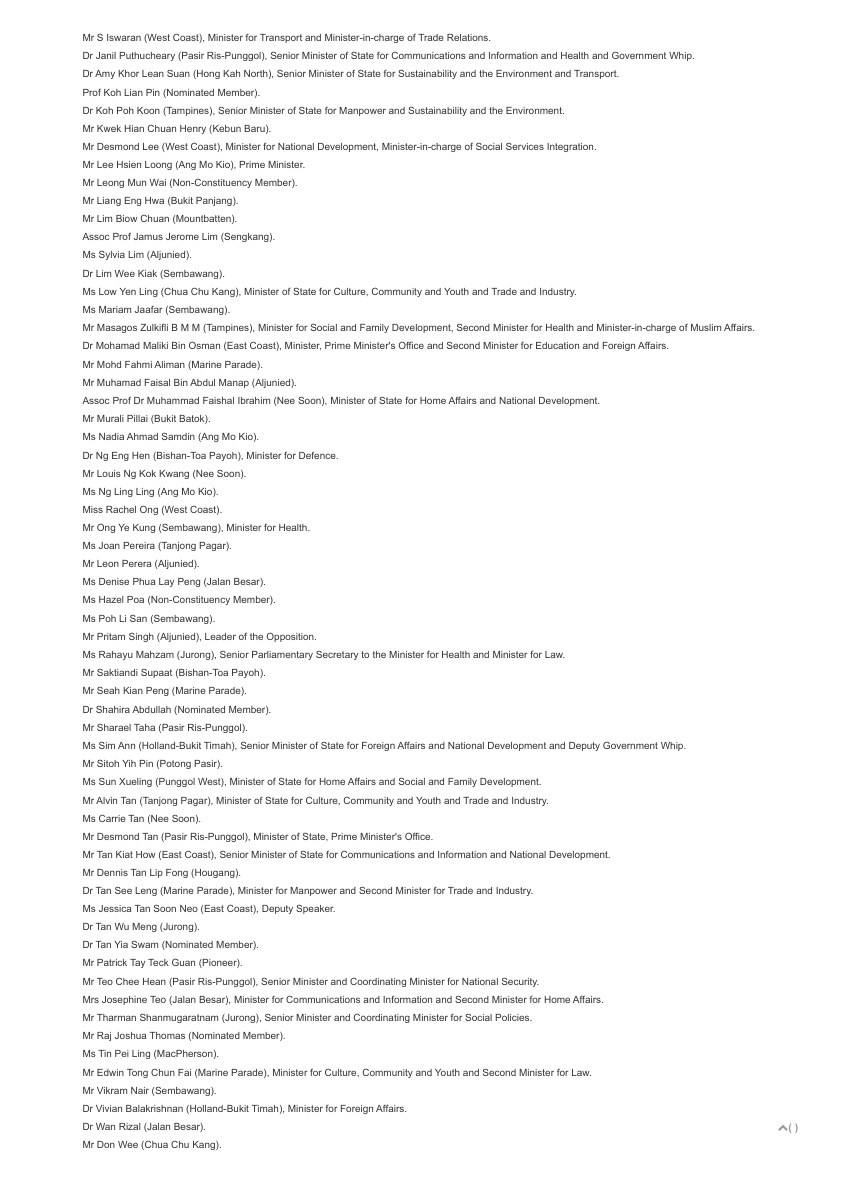 Mr S Iswaran (West Coast), Minister for Transport and Minister-in-charge of Trade Relations.
Dr Janil Puthucheary (Pasir Ris-Punggol), Senior Minister of State for Communications and Information and Health and Government Whip.
Dr Amy Khor Lean Suan (Hong Kah North), Senior Minister of State for Sustainability and the Environment and Transport.
Prof Koh Lian Pin (Nominated Member).
Dr Koh Poh Koon (Tampines), Senior Minister of State for Manpower and Sustainability and the Environment.
Mr Kwek Hian Chuan Henry (Kebun Baru).
Mr Desmond Lee (West Coast), Minister for National Development, Minister-in-charge of Social Services Integration.
Mr Lee Hsien Loong (Ang Mo Kio), Prime Minister.
Mr Leong Mun Wai (Non-Constituency Member).
Mr Liang Eng Hwa (Bukit Panjang).
Mr Lim Biow Chuan (Mountbatten).
Assoc Prof Jamus Jerome Lim (Sengkang).
Ms Sylvia Lim (Aljunied).
Dr Lim Wee Kiak (Sembawang).
Ms Low Yen Ling (Chua Chu Kang), Minister of State for Culture, Community and Youth and Trade and Industry.
Ms Mariam Jaafar (Sembawang).
Mr Masagos Zulkifli B M M (Tampines), Minister for Social and Family Development, Second Minister for Health and Minister-in-charge of Muslim Affairs.
Dr Mohamad Maliki Bin Osman (East Coast), Minister, Prime Minister's Office and Second Minister for Education and Foreign Affairs.
Mr Mohd Fahmi Aliman (Marine Parade).
Mr Muhamad Faisal Bin Abdul Manap (Aljunied).
Assoc Prof Dr Muhammad Faishal Ibrahim (Nee Soon), Minister of State for Home Affairs and National Development.
Mr Murali Pillai (Bukit Batok).
Ms Nadia Ahmad Samdin (Ang Mo Kio).
Dr Ng Eng Hen (Bishan-Toa Payoh), Minister for Defence.
Mr Louis Ng Kok Kwang (Nee Soon).
Ms Ng Ling Ling (Ang Mo Kio).
Miss Rachel Ong (West Coast).
Mr Ong Ye Kung (Sembawang), Minister for Health.
Ms Joan Pereira (Tanjong Pagar).
Mr Leon Perera (Aljunied).
Ms Denise Phua Lay Peng (Jalan Besar).
Ms Hazel Poa (Non-Constituency Member).
Ms Poh Li San (Sembawang).
Mr Pritam Singh (Aljunied), Leader of the Opposition.
Ms Rahayu Mahzam (Jurong), Senior Parliamentary Secretary to the Minister for Health and Minister for Law.
Mr Saktiandi Supaat (Bishan-Toa Payoh).
Mr Seah Kian Peng (Marine Parade).
Dr Shahira Abdullah (Nominated Member).
Mr Sharael Taha (Pasir Ris-Punggol).
Ms Sim Ann (Holland-Bukit Timah), Senior Minister of State for Foreign Affairs and National Development and Deputy Government Whip.
Mr Sitoh Yih Pin (Potong Pasir).
Ms Sun Xueling (Punggol West), Minister of State for Home Affairs and Social and Family Development.
Mr Alvin Tan (Tanjong Pagar), Minister of State for Culture, Community and Youth and Trade and Industry.
Ms Carrie Tan (Nee Soon).
Mr Desmond Tan (Pasir Ris-Punggol), Minister of State, Prime Minister's Office.
Mr Tan Kiat How (East Coast), Senior Minister of State for Communications and Information and National Development.
Mr Dennis Tan Lip Fong (Hougang).
Dr Tan See Leng (Marine Parade), Minister for Manpower and Second Minister for Trade and Industry.
Ms Jessica Tan Soon Neo (East Coast), Deputy Speaker.
Dr Tan Wu Meng (Jurong).
Dr Tan Yia Swam (Nominated Member).
Mr Patrick Tay Teck Guan (Pioneer).
Mr Teo Chee Hean (Pasir Ris-Punggol), Senior Minister and Coordinating Minister for National Security.
Mrs Josephine Teo (Jalan Besar), Minister for Communications and Information and Second Minister for Home Affairs.
Mr Tharman Shanmugaratnam (Jurong), Senior Minister and Coordinating Minister for Social Policies.
Mr Raj Joshua Thomas (Nominated Member).
Ms Tin Pei Ling (MacPherson).
Mr Edwin Tong Chun Fai (Marine Parade), Minister for Culture, Community and Youth and Second Minister for Law.
Mr Vikram Nair (Sembawang).
Dr Vivian Balakrishnan (Holland-Bukit Timah), Minister for Foreign Affairs.
Dr Wan Rizal (Jalan Besar).
( )
Mr Don Wee (Chua Chu Kang).